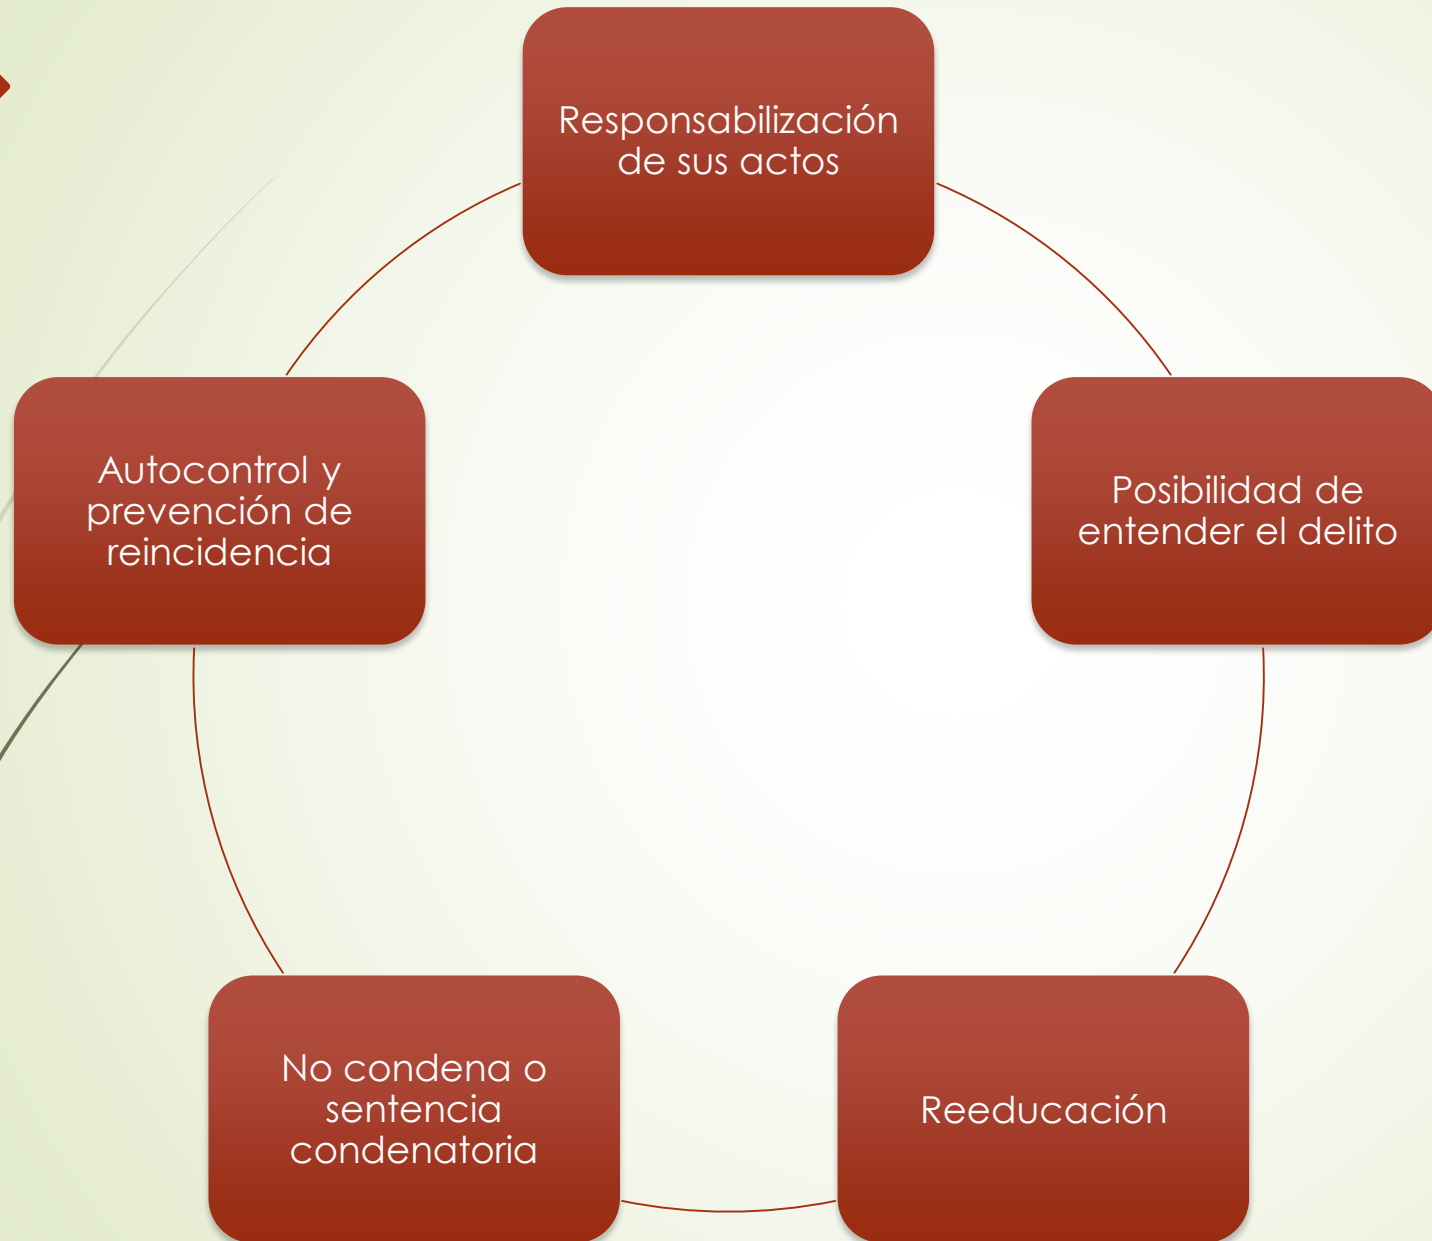 Responsabilización
de sus actos
Posibilidad de
entender el delito
Reeducación
No condena o
sentencia
condenatoria
Autocontrol y
prevención de
reincidencia